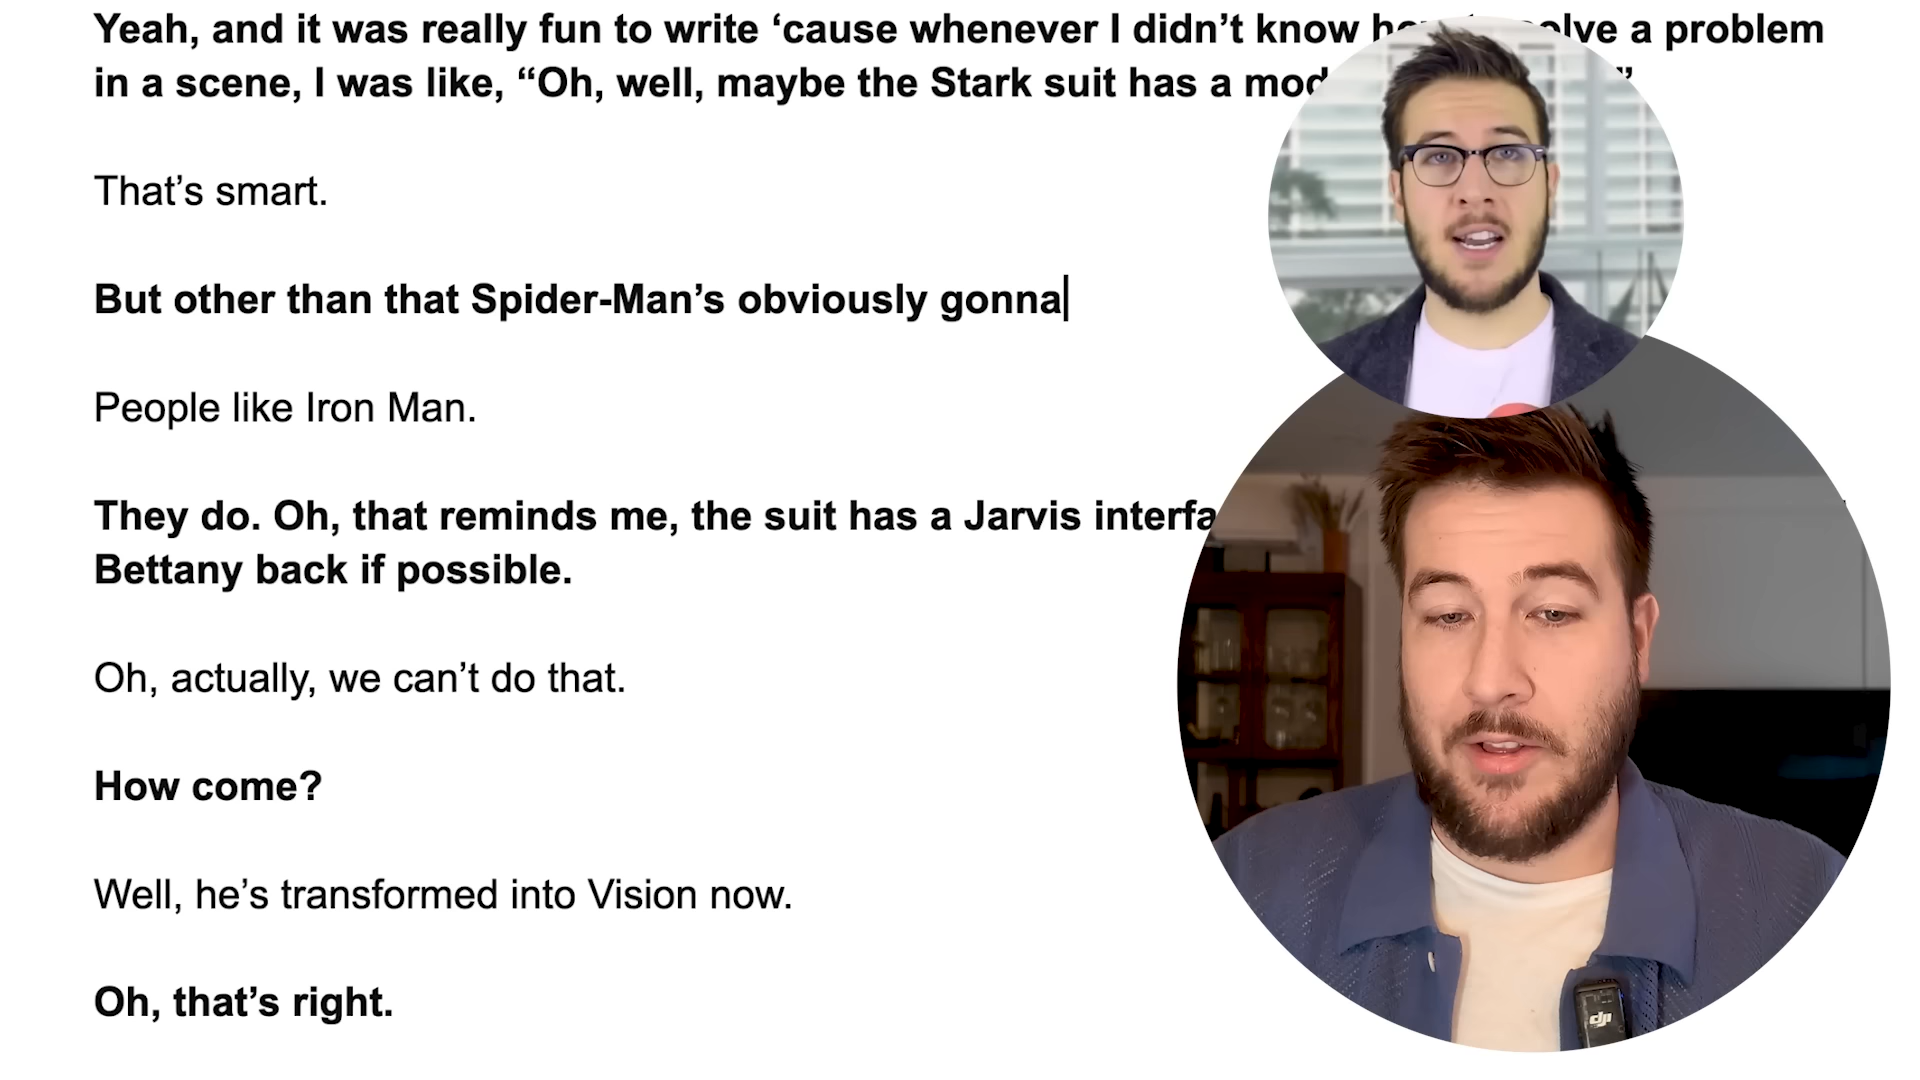 Yeah, and it was really fun to write ‘cause whenever I didn’t know solve a problem
in a scene, I was like, “Oh, well, maybe the Stark suit has a ”
That’s smart.
But other than that Spider-Man’s obviously gonna
People like Iron Man.
They do. Oh, that reminds me, the suit has a Jarvis
Bettany back if possible.
Oh, actually, we can’t do that.
How come?
Well, he’s transformed into Vision now.
Oh, that’s right.
dji